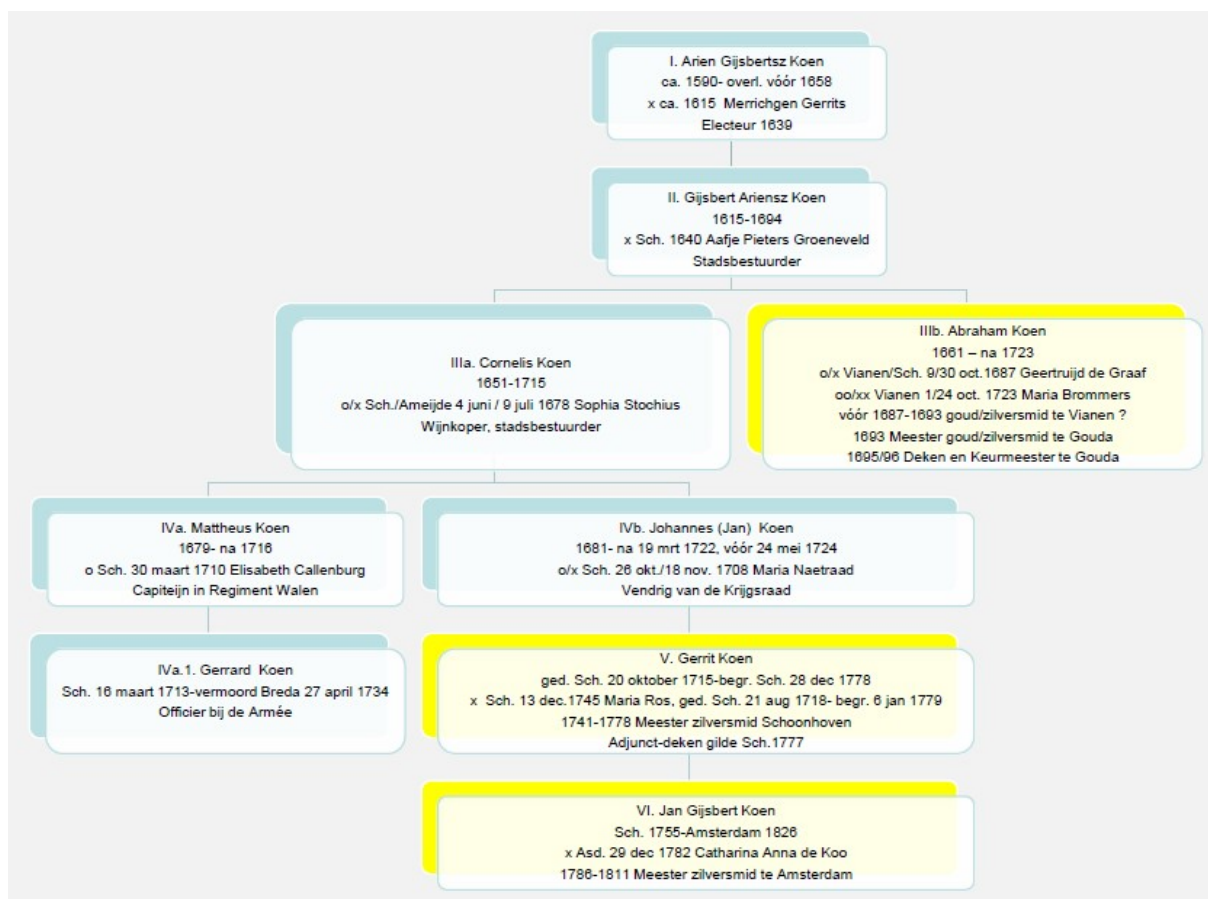 I. Arien Gijsbertsz Koen
ca. 1590- overl. vóór 1658
x ca. 1615 Merrichgen Gerrits
Electeur 1639
II. Gijsbert Ariensz Koen
1615-1694
x Sch. 1640 Aafje Pieters Groeneveld
Stadsbestuurder
IIIa. Cornelis Koen
1651-1715
o/x Sch./Ameijde 4 juni / 9 juli 1678 Sophia Stochius
Wijnkoper, stadsbestuurder
IIIb. Abraham Koen
1661 – na 1723
o/x Vianen/Sch. 9/30 oct.1687 Geertruijd de Graaf
oo/xx Vianen 1/24 oct. 1723 Maria Brommers
vóór 1687-1693 goud/zilversmid te Vianen ?
1693 Meester goud/zilversmid te Gouda
1695/96 Deken en Keurmeester te Gouda
IVa. Mattheus Koen
1679- na 1716
o Sch. 30 maart 1710 Elisabeth Callenburg
Capiteijn in Regiment Walen
IVb. Johannes (Jan) Koen
1681- na 19 mrt 1722, vóór 24 mei 1724
o/x Sch. 26 okt./18 nov. 1708 Maria Naetraad
Vendrig van de Krijgsraad
IVa.1. Gerrard Koen
Sch. 16 maart 1713-vermoord Breda 27 april 1734
Officier bij de Armée
V. Gerrit Koen
ged. Sch. 20 oktober 1715-begr. Sch. 28 dec 1778
x Sch. 13 dec.1745 Maria Ros, ged. Sch. 21 aug 1718- begr. 6 jan 1779
1741-1778 Meester zilversmid Schoonhoven
Adjunct-deken gilde Sch.1777
VI. Jan Gijsbert Koen
Sch. 1755-Amsterdam 1826
x Asd. 29 dec 1782 Catharina Anna de Koo
1786-1811 Meester zilversmid te Amsterdam